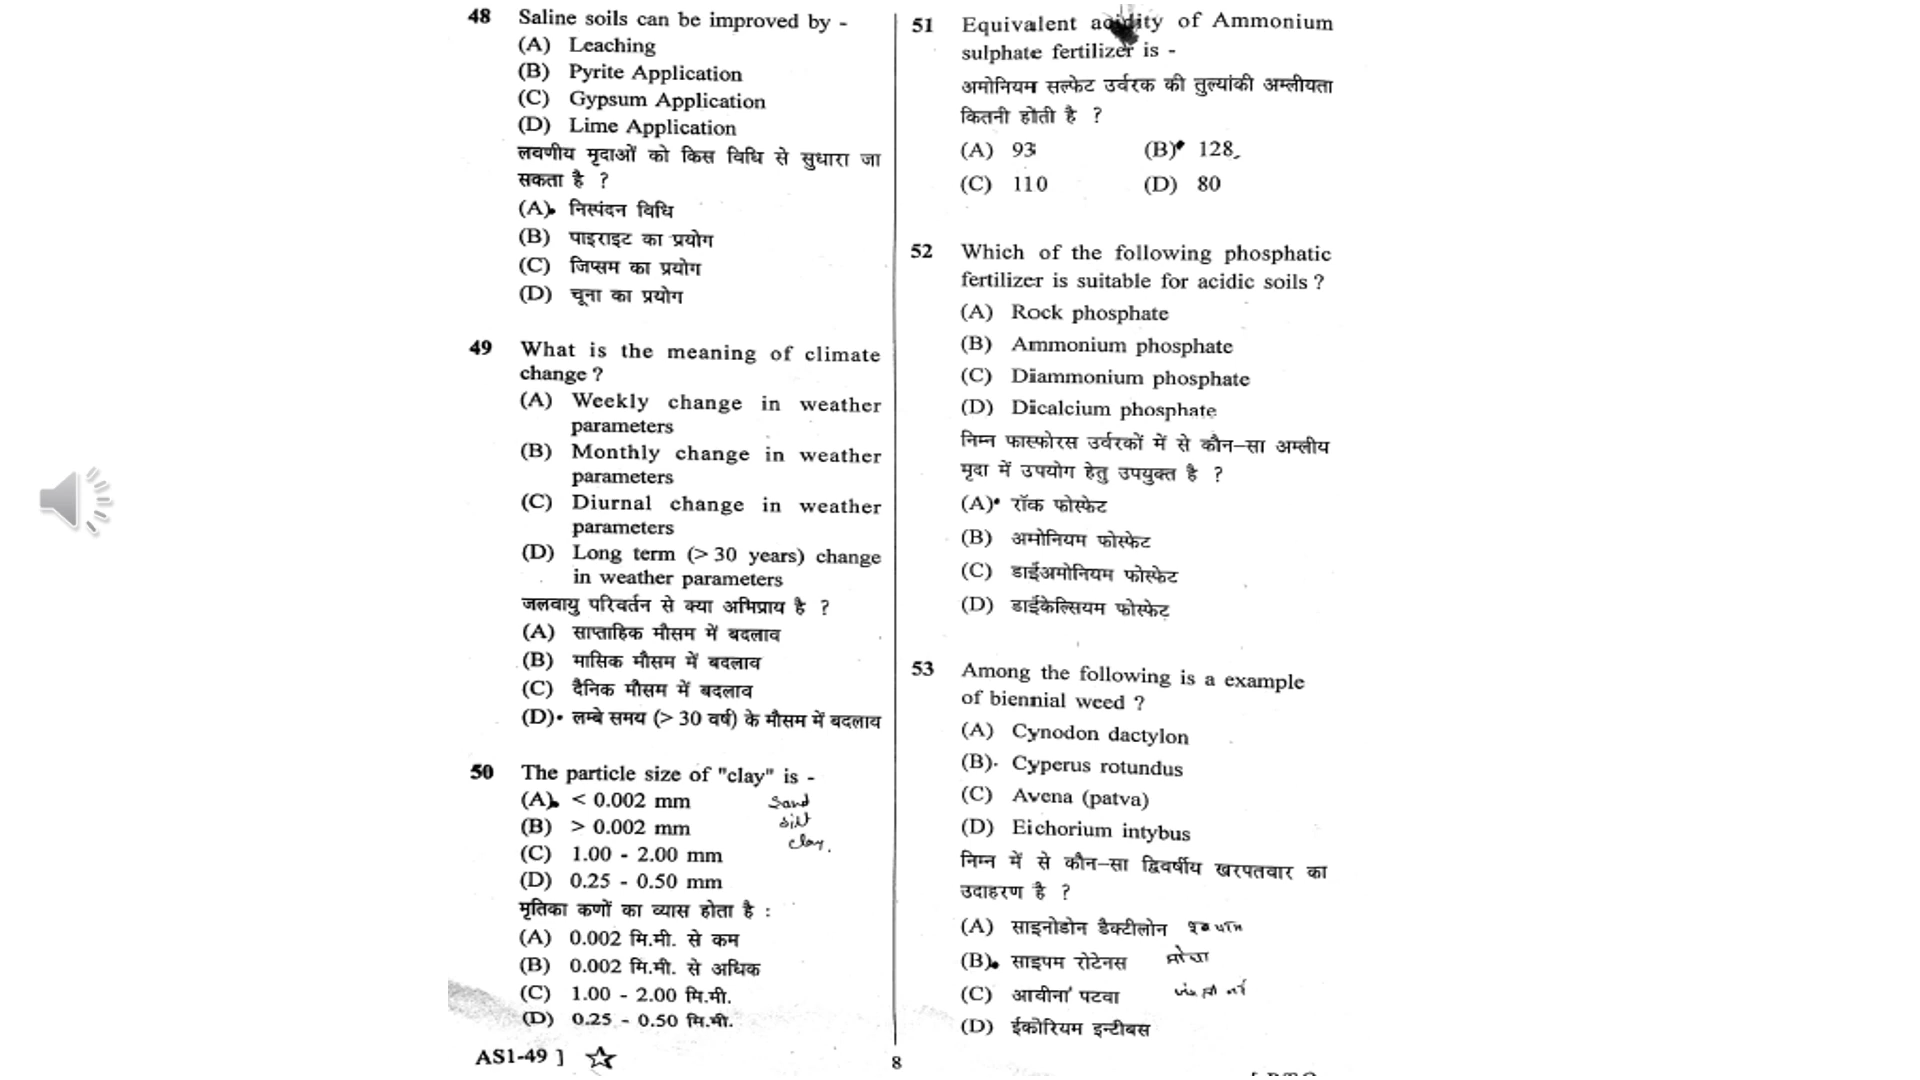 48 Saline soils can be improved by -
(A) Leaching
(B) Pyrite Application
(C) Gypsum Application
(D) Lime Application
लवणीय मृदाओं को किस विधि से सुधारा जा
सकता है ?
(A) निस्पंदन विधि
(B) पाइराइट का प्रयोग
(C) जिप्सम का प्रयोग
(D) चूना का प्रयोग
49 What is the meaning of climate
change ?
(A) Weekly change in weather
parameters
(B) Monthly change in weather
parameters
(C) Diurnal change in weather
parameters
(D) Long term (> 30 years) change
in weather parameters
जलवायु परिवर्तन से क्या अभिप्राय है ?
(A) साप्ताहिक मौसम में बदलाव
(B) मासिक मौसम में बदलाव
(C) दैनिक मौसम में बदलाव
(D) लम्बे समय (> 30 वर्ष) के मौसम में बदलाव
50 The particle size of "clay" is -
(A) < 0.002 mm sand
(B) > 0.002 mm silt
clay.
(C) 1.00 - 2.00 mm
(D) 0.25 - 0.50 mm
मृतिका कणों का व्यास होता है :
(A) 0.002 मि.मी. से कम
(B) 0.002 मि.मी. से अधिक
(C) 1.00 - 2.00 मि.मी.
(D) 0.25 - 0.50 मि.मी.
51 Equivalent acidity of Ammonium
sulphate fertilizer is -
अमोनियम सल्फेट उर्वरक की तुल्यांकी अम्लीयता
कितनी होती है ?
(A) 93 (B) 128
(C) 110 (D) 80
52 Which of the following phosphatic
fertilizer is suitable for acidic soils ?
(A) Rock phosphate
(B) Ammonium phosphate
(C) Diammonium phosphate
(D) Dicalcium phosphate
निम्न फास्फोरस उर्वरकों में से कौन-सा अम्लीय
मृदा में उपयोग हेतु उपयुक्त है ?
(A) रॉक फोस्फेट
(B) अमोनियम फोस्फेट
(C) डाईअमोनियम फोस्फेट
(D) डाईकेल्सियम फोस्फेट
53 Among the following is a example
of biennial weed ?
(A) Cynodon dactylon
(B) Cyperus rotundus
(C) Avena (patva)
(D) Eichorium intybus
निम्न में से कौन-सा द्विवर्षीय खरपतवार का
उदाहरण है ?
(A) साइनोडोन डैक्टीलोन
(B) साइपम रोटेनस मोथा
(C) आवीना पटवा
(D) ईकोरियम इन्टीबस
AS1-49 ] 8